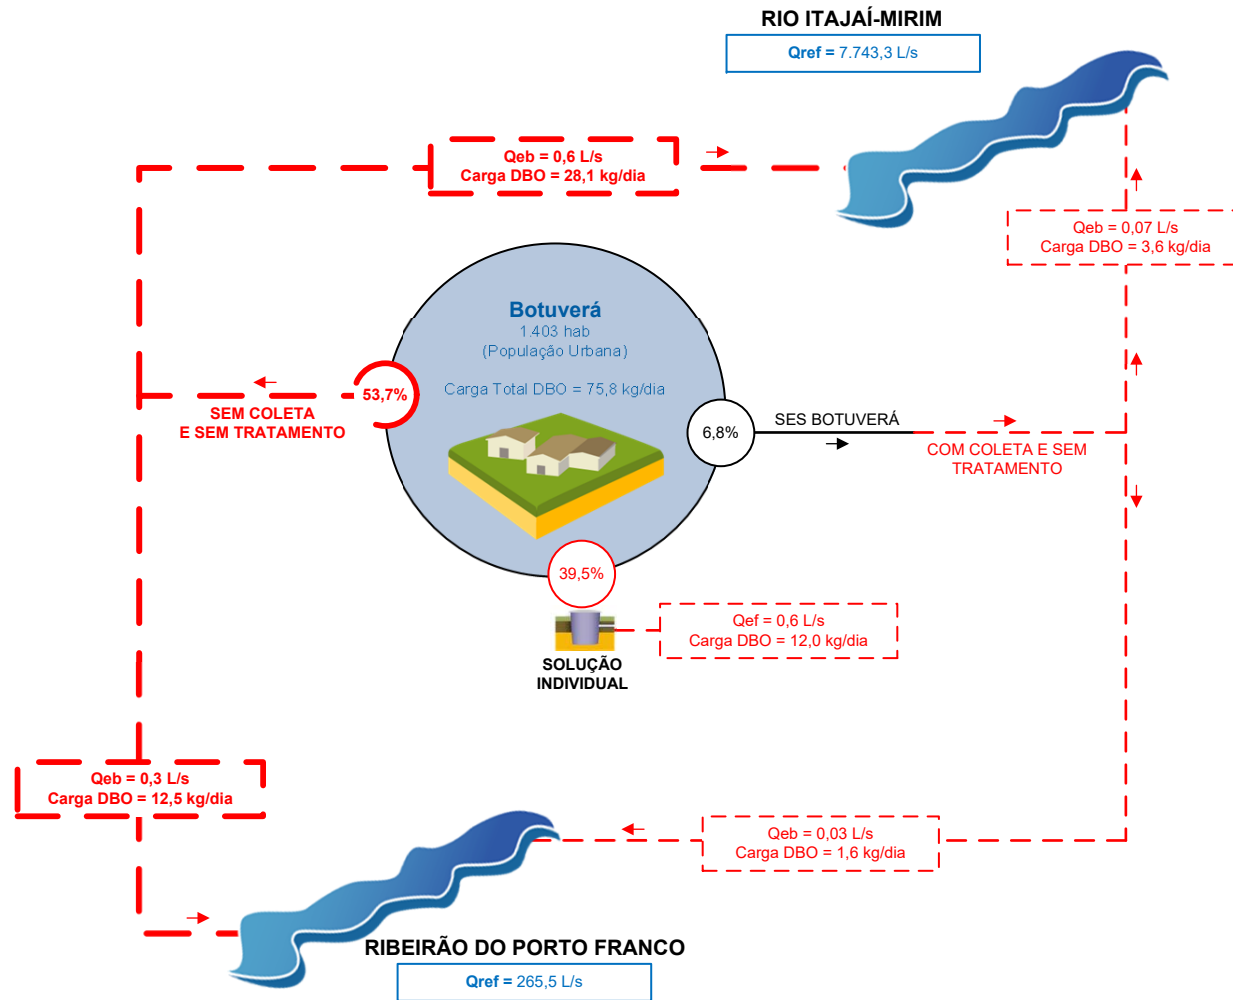 RIO ITAJAÍ-MIRIM
Qref = 7.743,3 L/s
Qeb = 0,6 L/s
Carga DBO = 28,1 kg/dia
Qeb = 0,07 L/s
Carga DBO = 3,6 kg/dia
Botuverá
1.403 hab
(População Urbana)
Carga Total DBO = 75,8 kg/dia
53,7%
SEM COLETA
E SEM TRATAMENTO
6,8%
SES BOTUVERÁ
COM COLETA E SEM
TRATAMENTO
39,5%
Qef = 0,6 L/s
Carga DBO = 12,0 kg/dia
SOLUÇÃO
INDIVIDUAL
Qeb = 0,3 L/s
Carga DBO = 12,5 kg/dia
Qeb = 0,03 L/s
Carga DBO = 1,6 kg/dia
RIBEIRÃO DO PORTO FRANCO
Qref = 265,5 L/s